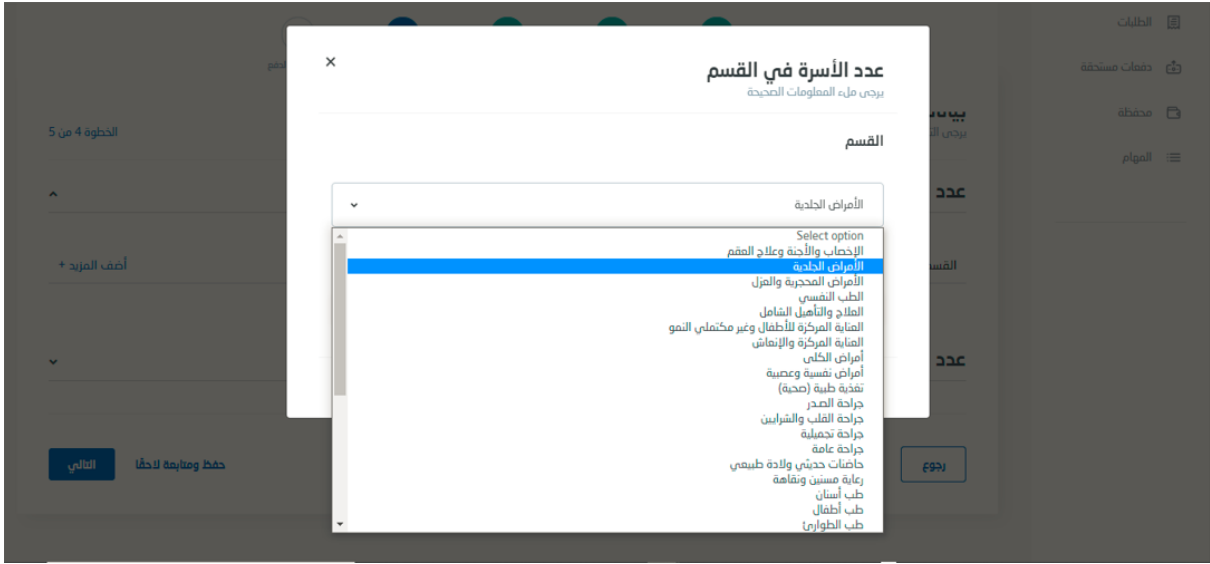 الطلبات
دفعات مستحقة
محفظة
المهام
الخطوة 4 من 5
عدد
أضف المزيد +
عدد
رجوع
حفظ ومتابعة لاحقًا
التالي
عدد الأسرة في القسم
×
يرجى ملء المعلومات الصحيحة
القسم
الأمراض الجلدية
Select option
الإخصاب والأجنة وعلاج العقم
الأمراض الجلدية
الأمراض المحجرية والعزل
الطب النفسي
العلاج والتأهيل الشامل
العناية المركزة للأطفال وغير مكتملي النمو
العناية المركزة والإنعاش
أمراض الكلى
أمراض نفسية وعصبية
تغذية طبية (صحية)
جراحة الصدر
جراحة القلب والشرايين
جراحة تجميلية
جراحة عامة
حاضنات حديثي ولادة طبيعي
رعاية مسنين ونقاهة
طب أسنان
طب أطفال
طب الطوارئ